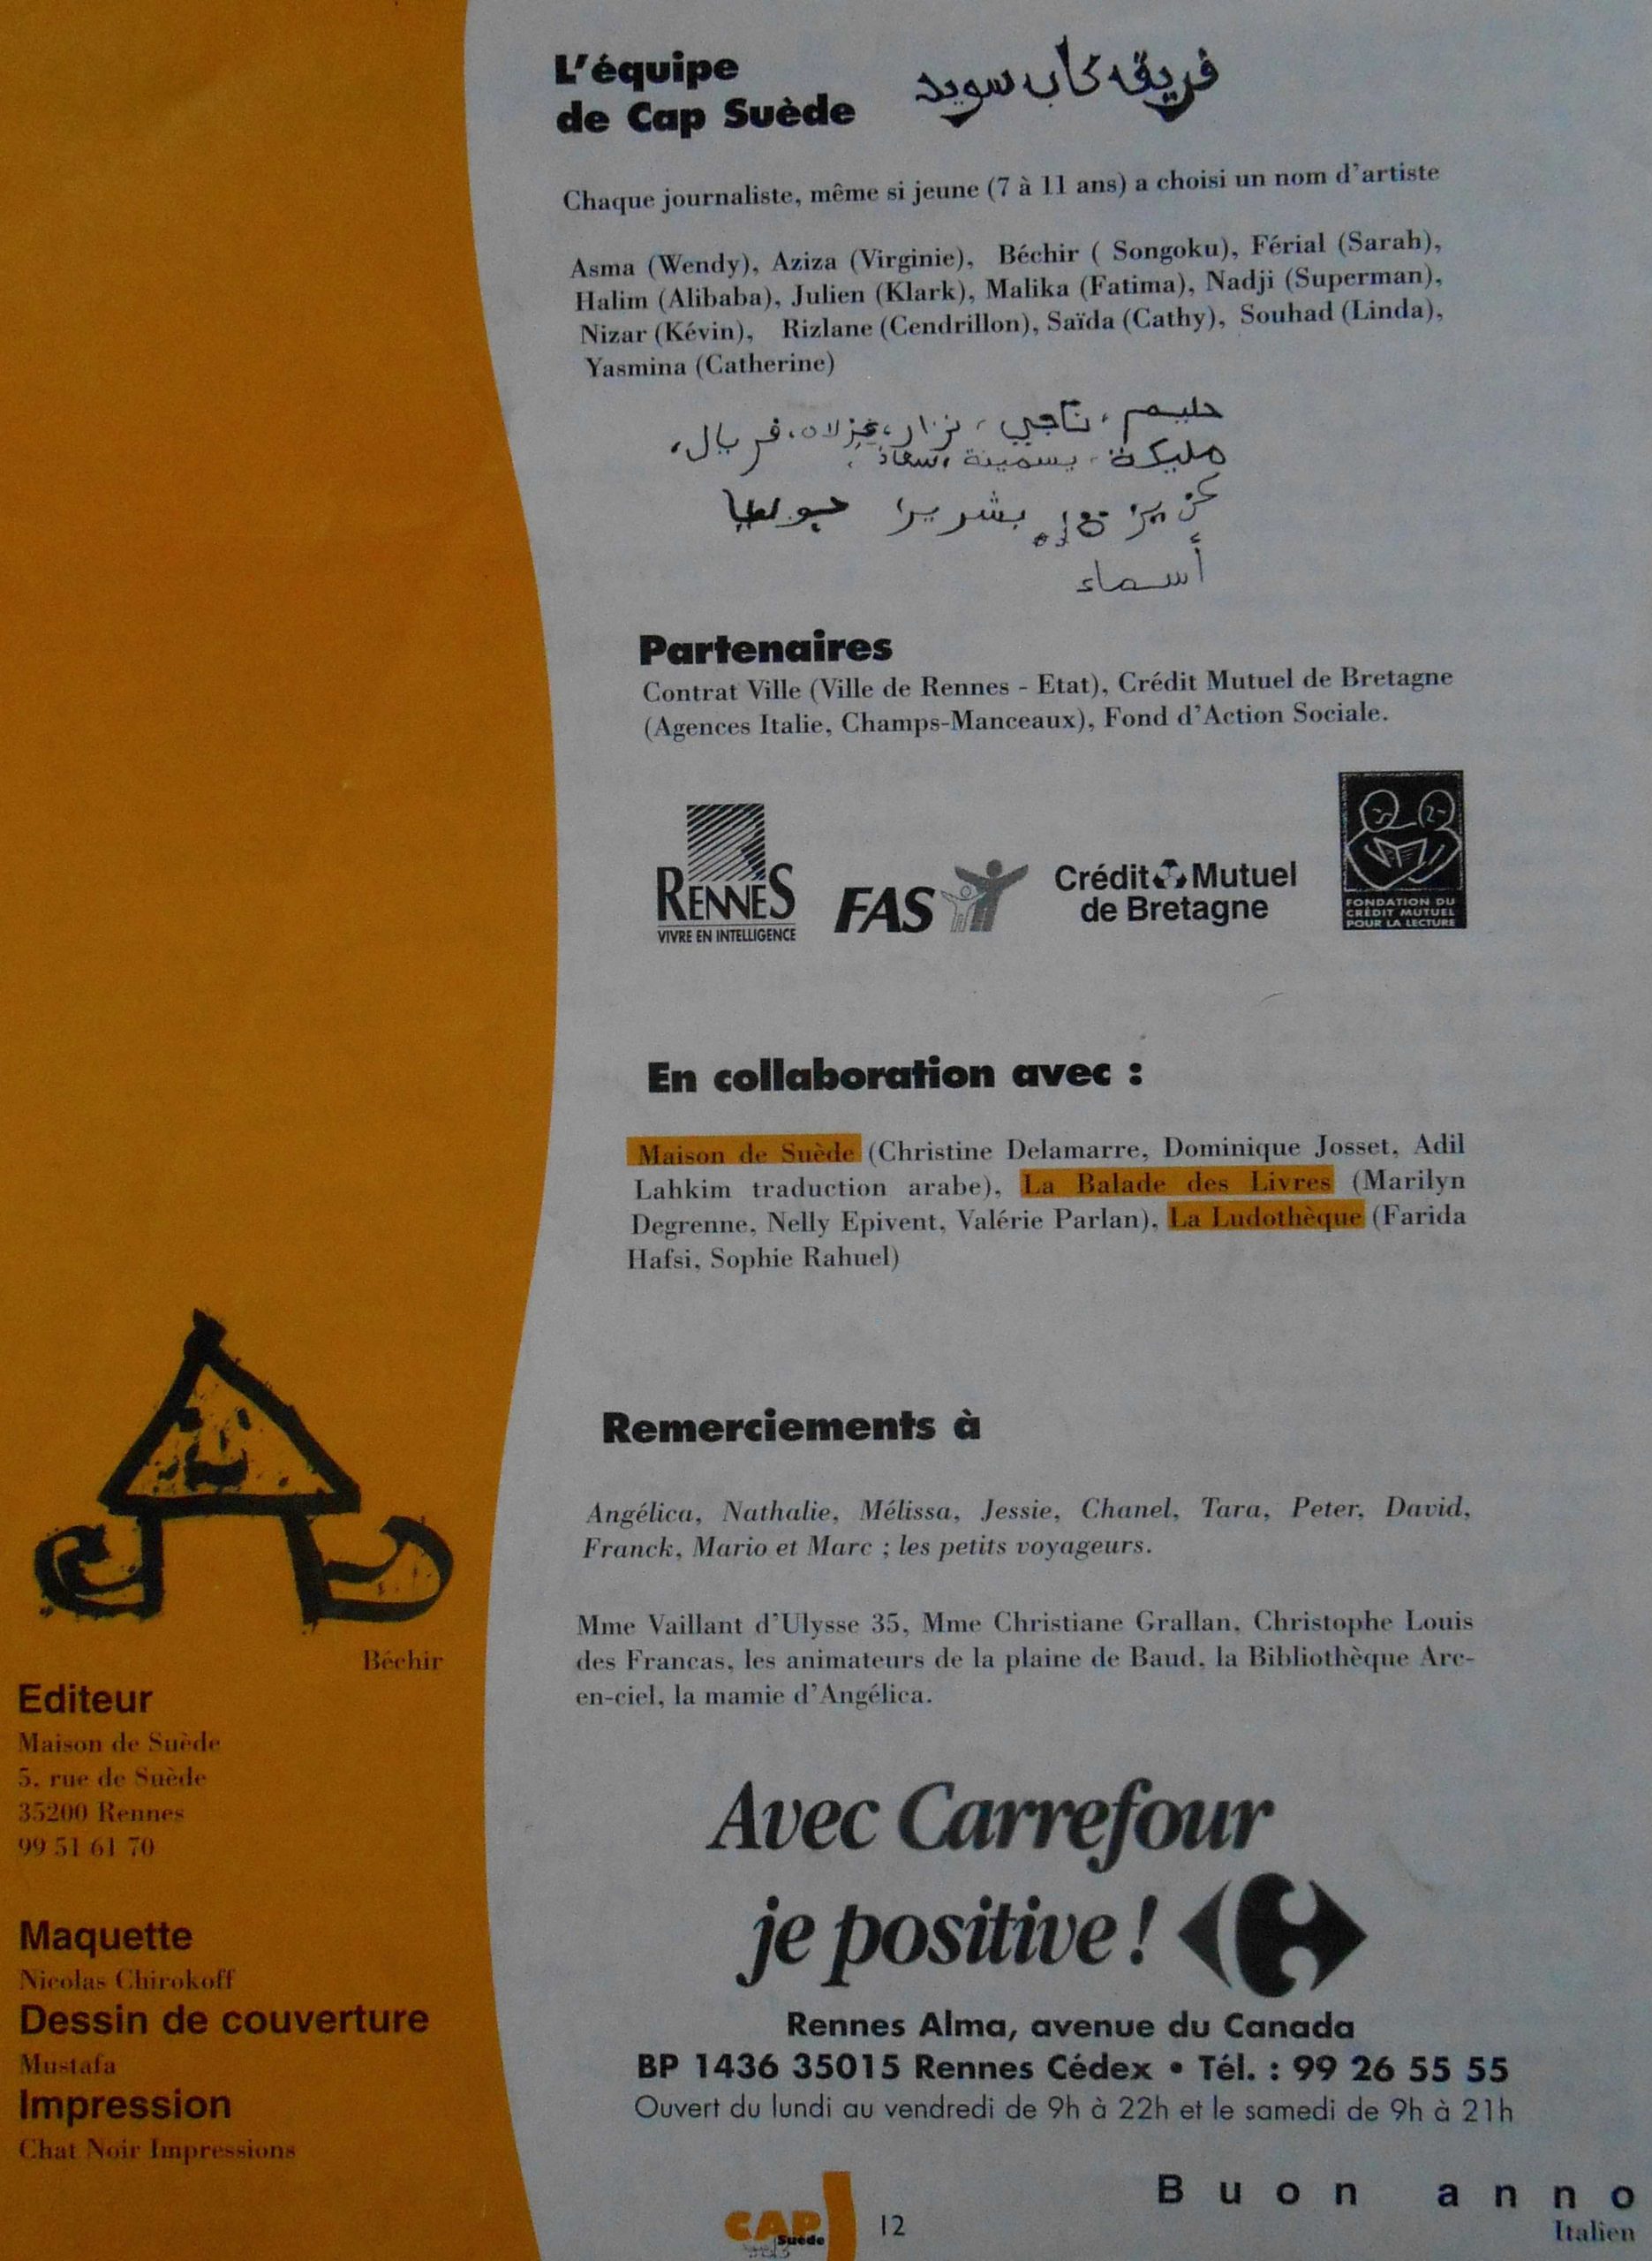 L'équipe
de Cap Suède
فريقه كاب سويد
Chaque journaliste, même si jeune (7 à 11 ans) a choisi un nom d'artiste
Asma (Wendy), Aziza (Virginie), Béchir ( Songoku), Férial (Sarah),
Halim (Alibaba), Julien (Klark), Malika (Fatima), Nadji (Superman),
Nizar (Kévin), Rizlane (Cendrillon), Saïda (Cathy), Souhad (Linda),
Yasmina (Catherine)
حليم، ناجي، نزار، غزلان، فريال،
مليكة، يسمينة،
أسماء
Partenaires
Contrat Ville (Ville de Rennes - Etat), Crédit Mutuel de Bretagne
(Agences Italie, Champs-Manceaux), Fond d'Action Sociale.
RENNES
VIVRE EN INTELLIGENCE
FAS
Crédit Mutuel
de Bretagne
FONDATION DU
CRÉDIT MUTUEL
POUR LA LECTURE
En collaboration avec :
Maison de Suède (Christine Delamarre, Dominique Josset, Adil
Lahkim traduction arabe), La Balade des Livres (Marilyn
Degrenne, Nelly Epivent, Valérie Parlan), La Ludothèque (Farida
Hafsi, Sophie Rahuel)
Remerciements à
Angélica, Nathalie, Mélissa, Jessie, Chanel, Tara, Peter, David,
Franck, Mario et Marc ; les petits voyageurs.
Mme Vaillant d'Ulysse 35, Mme Christiane Grallan, Christophe Louis
des Francas, les animateurs de la plaine de Baud, la Bibliothèque Arc-
en-ciel, la mamie d'Angélica.
Béchir
Editeur
Maison de Suède
5, rue de Suède
35200 Rennes
99 51 61 70
Maquette
Nicolas Chirokoff
Dessin de couverture
Mustafa
Impression
Chat Noir Impressions
Avec Carrefour
je positive !
Rennes Alma, avenue du Canada
BP 1436 35015 Rennes Cédex • Tél. : 99 26 55 55
Ouvert du lundi au vendredi de 9h à 22h et le samedi de 9h à 21h
CAP
Suède
12
Buon anno
Italien